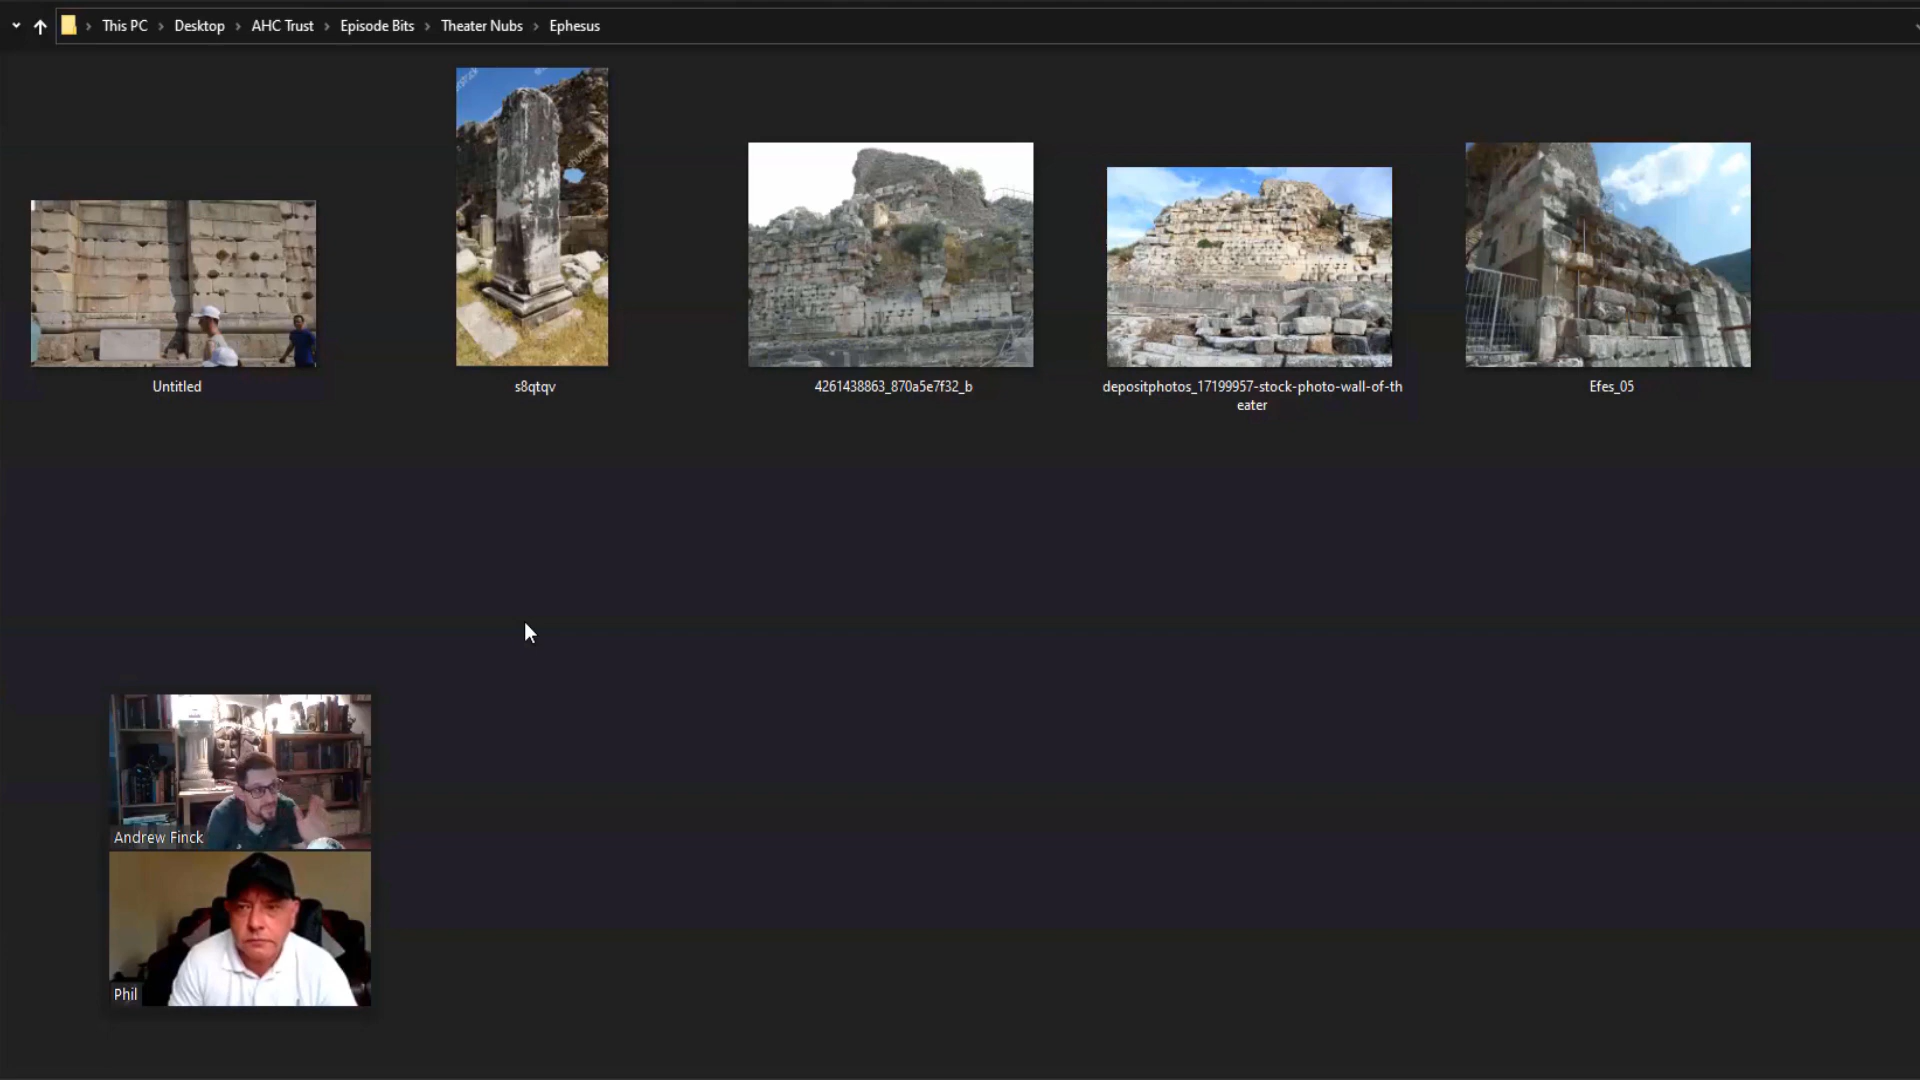 This PC > Desktop > AHC Trust > Episode Bits > Theater Nubs > Ephesus
Untitled
s8qtqv
4261438863_870a5e7f32_b
depositphotos_17199957-stock-photo-wall-of-th
eater
Efes_05
Andrew Finck
Phil